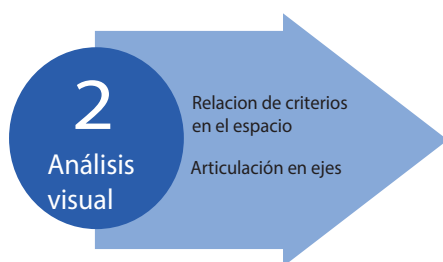 2
Análisis
visual
Relacion de criterios
en el espacio
Articulación en ejes